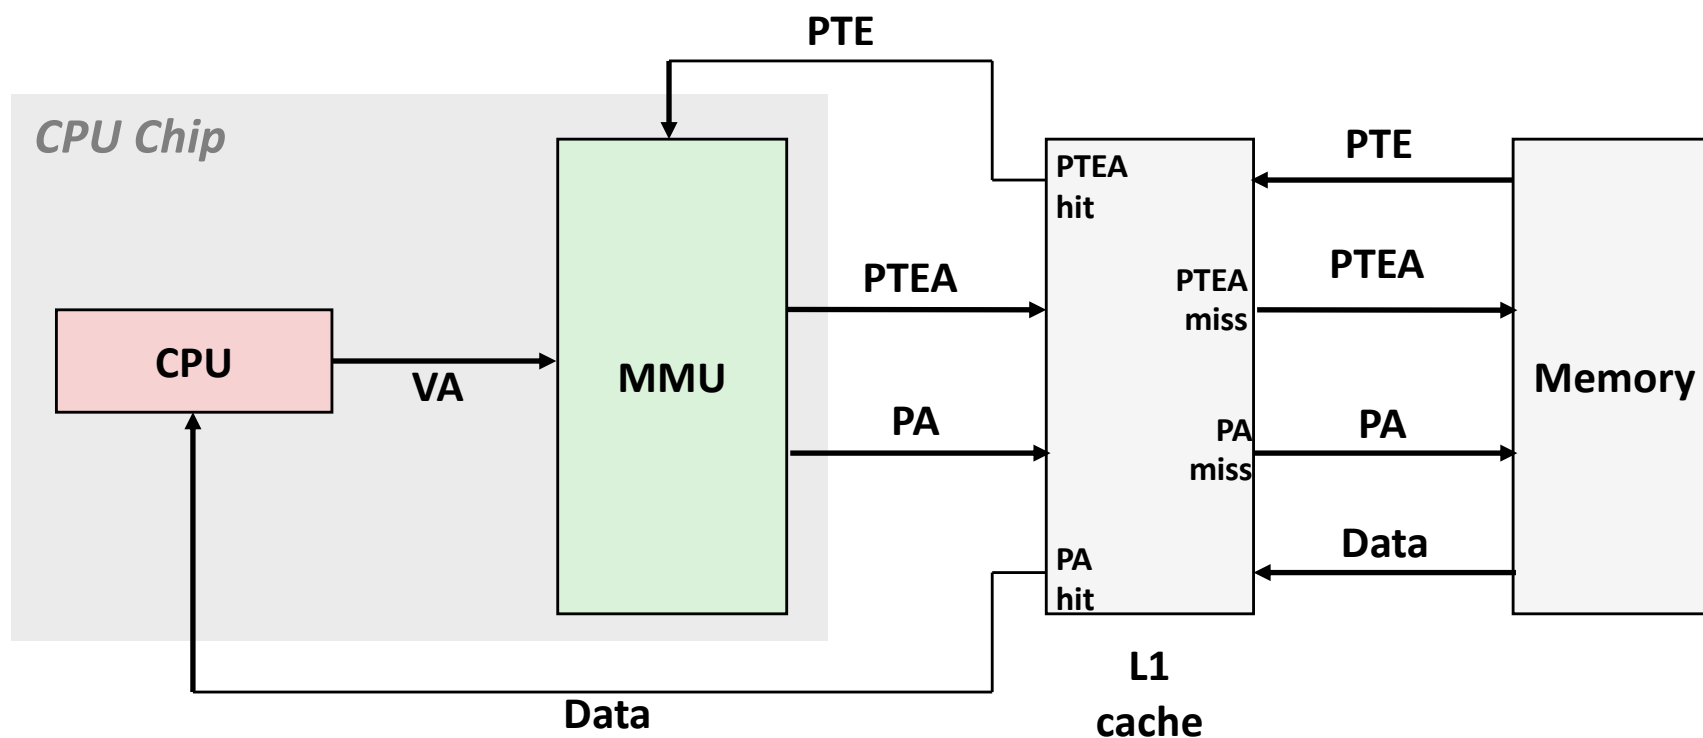 PTE
CPU Chip
PTEA
hit
PTE
PTEA
PTEA
miss
PTEA
CPU
VA
MMU
Memory
PA
PA
miss
PA
PA
hit
Data
Data
L1
cache